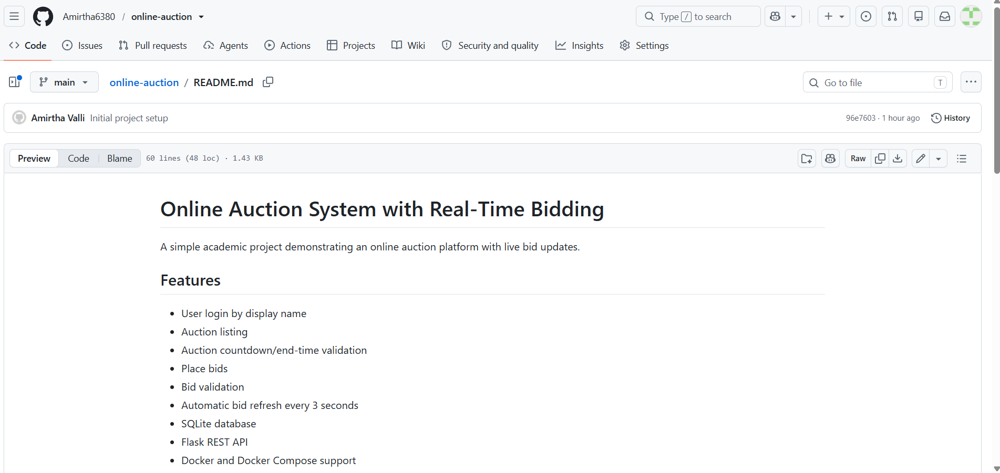 Amirtha6380 / online-auction
Type / to search
Code Issues Pull requests Agents Actions Projects Wiki Security and quality Insights Settings
main online-auction / README.md
Go to file T
Amirtha Valli Initial project setup 96e7603 · 1 hour ago History
Preview Code Blame 60 lines (48 loc) · 1.43 KB Raw
Online Auction System with Real-Time Bidding
A simple academic project demonstrating an online auction platform with live bid updates.
Features
• User login by display name
• Auction listing
• Auction countdown/end-time validation
• Place bids
• Bid validation
• Automatic bid refresh every 3 seconds
• SQLite database
• Flask REST API
• Docker and Docker Compose support